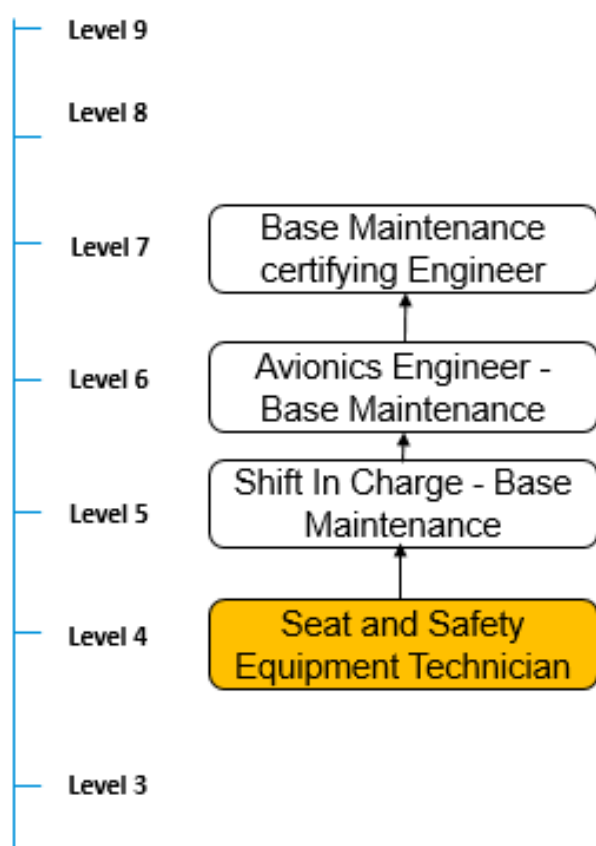 Level 9
Level 8
Level 7
Base Maintenance
certifying Engineer
Level 6
Avionics Engineer -
Base Maintenance
Level 5
Shift In Charge - Base
Maintenance
Level 4
Seat and Safety
Equipment Technician
Level 3